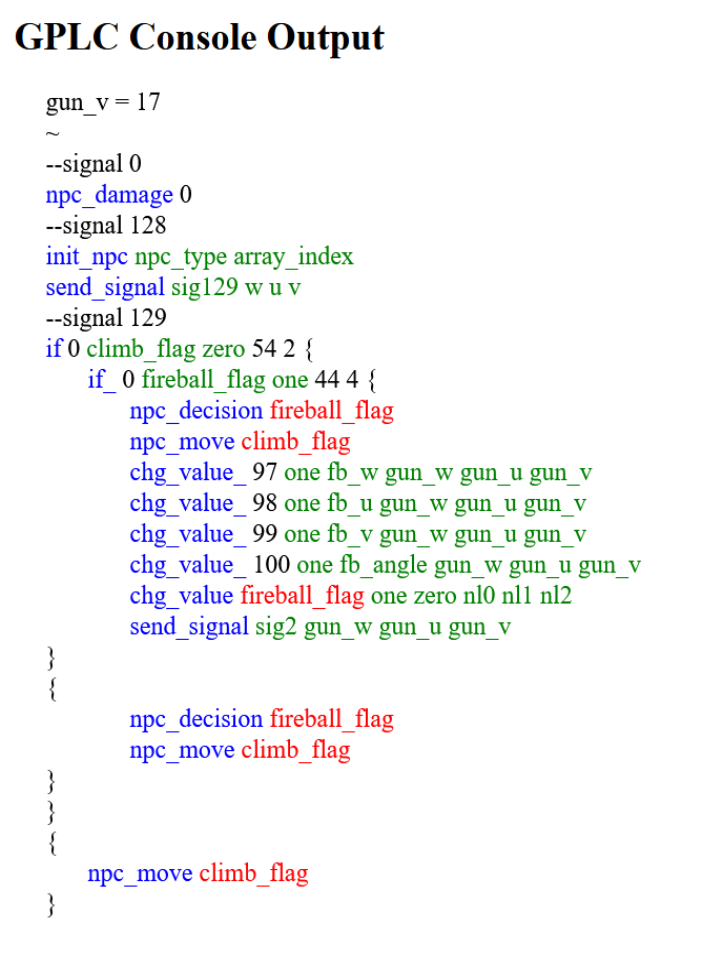 GPLC Console Output
gun_v = 17
~
--signal 0
npc_damage 0
--signal 128
init_npc npc_type array_index
send_signal sig129 w u v
--signal 129
if 0 climb_flag zero 54 2 {
if_ 0 fireball_flag one 44 4 {
npc_decision fireball_flag
npc_move climb_flag
chg_value_ 97 one fb_w gun_w gun_u gun_v
chg_value_ 98 one fb_u gun_w gun_u gun_v
chg_value_ 99 one fb_v gun_w gun_u gun_v
chg_value_ 100 one fb_angle gun_w gun_u gun_v
chg_value fireball_flag one zero nl0 nl1 nl2
send_signal sig2 gun_w gun_u gun_v
}
{
npc_decision fireball_flag
npc_move climb_flag
}
}
{
npc_move climb_flag
}